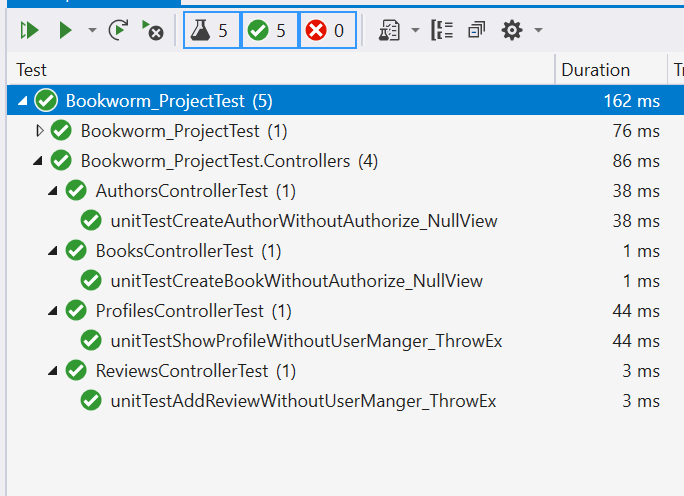 5 5 0
Test Duration Tr
Bookworm_ProjectTest (5) 162 ms
Bookworm_ProjectTest (1) 76 ms
Bookworm_ProjectTest.Controllers (4) 86 ms
AuthorsControllerTest (1) 38 ms
unitTestCreateAuthorWithoutAuthorize_NullView 38 ms
BooksControllerTest (1) 1 ms
unitTestCreateBookWithoutAuthorize_NullView 1 ms
ProfilesControllerTest (1) 44 ms
unitTestShowProfileWithoutUserManger_ThrowEx 44 ms
ReviewsControllerTest (1) 3 ms
unitTestAddReviewWithoutUserManger_ThrowEx 3 ms